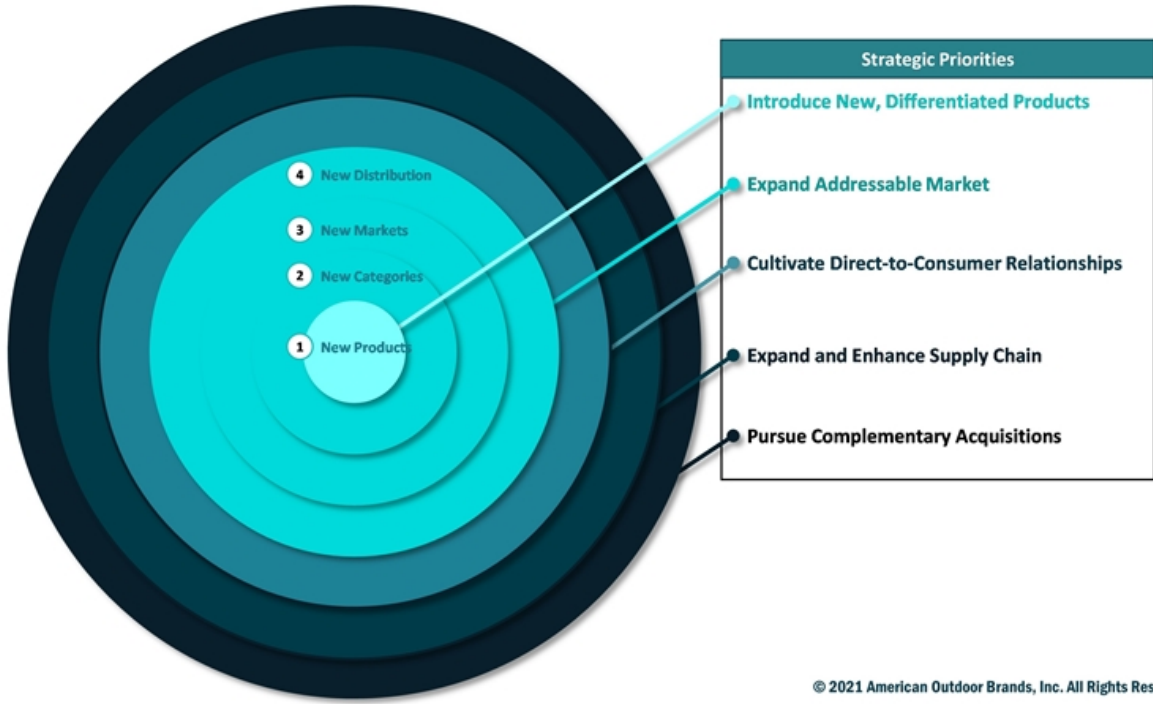 Strategic Priorities
Introduce New, Differentiated Products
4 New Distribution
Expand Addressable Market
3 New Markets
2 New Categories
Cultivate Direct-to-Consumer Relationships
1 New Products
Expand and Enhance Supply Chain
Pursue Complementary Acquisitions
© 2021 American Outdoor Brands, Inc. All Rights Res